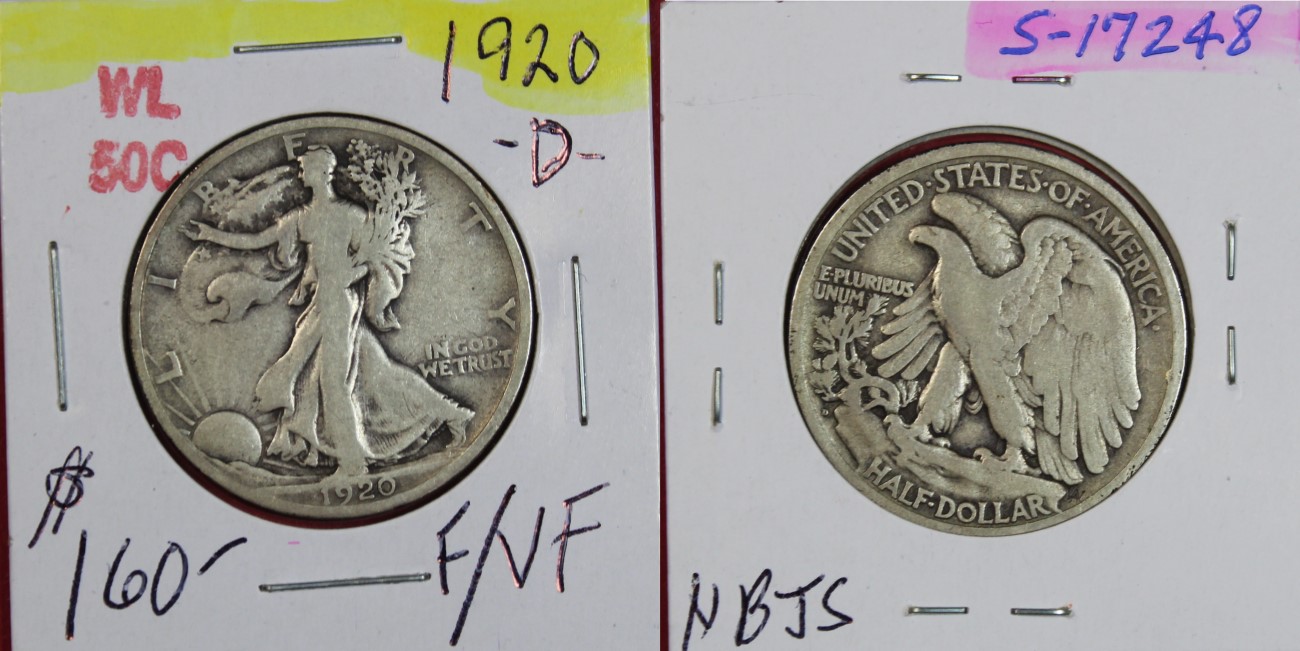 1920
WL
50C
-D-
LIBERTY
IN GOD
WE TRUST
1920
$160-
F/VF
S-17248
UNITED·STATES·OF·AMERICA·
E·PLURIBUS
UNUM
HALF·DOLLAR
NBJS